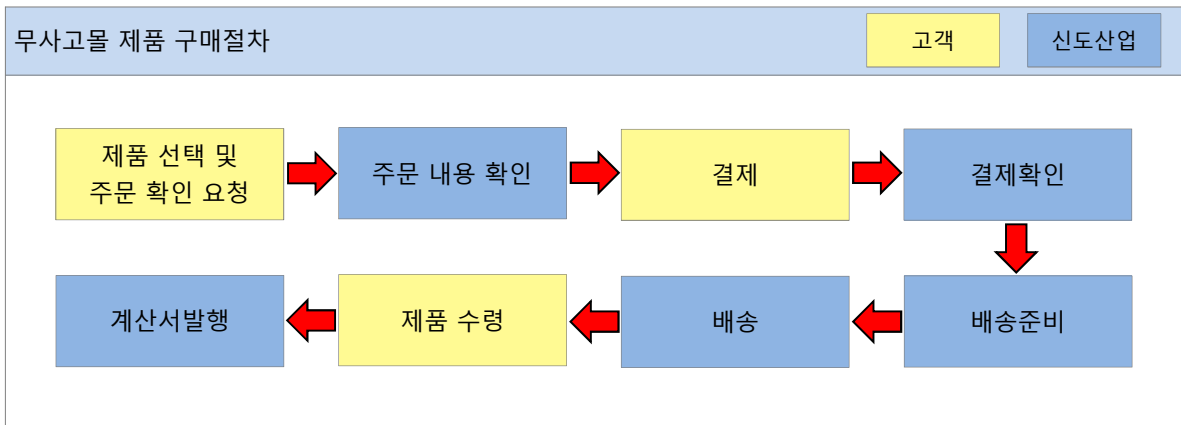 무사고몰 제품 구매절차
고객
신도산업
제품 선택 및
주문 확인 요청
주문 내용 확인
결제
결제확인
계산서발행
제품 수령
배송
배송준비